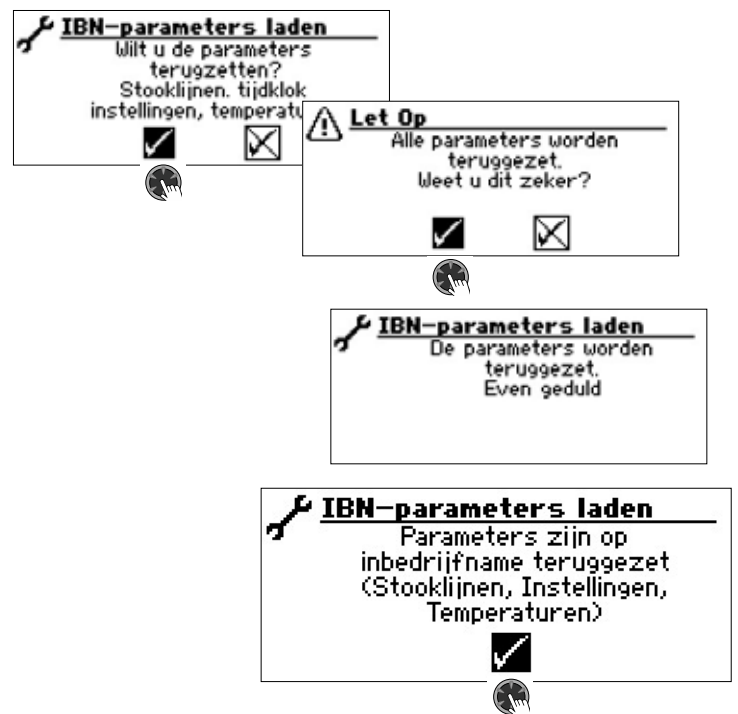 IBN-parameters laden
Wilt u de parameters
terugzetten?
Stooklijnen. tijdklok
instellingen, temperatu
Let Op
Alle parameters worden
teruggezet.
Weet u dit zeker?
IBN-parameters laden
De parameters worden
teruggezet.
Even geduld
IBN-parameters laden
Parameters zijn op
inbedrijfname teruggezet
(Stooklijnen, Instellingen,
Temperaturen)